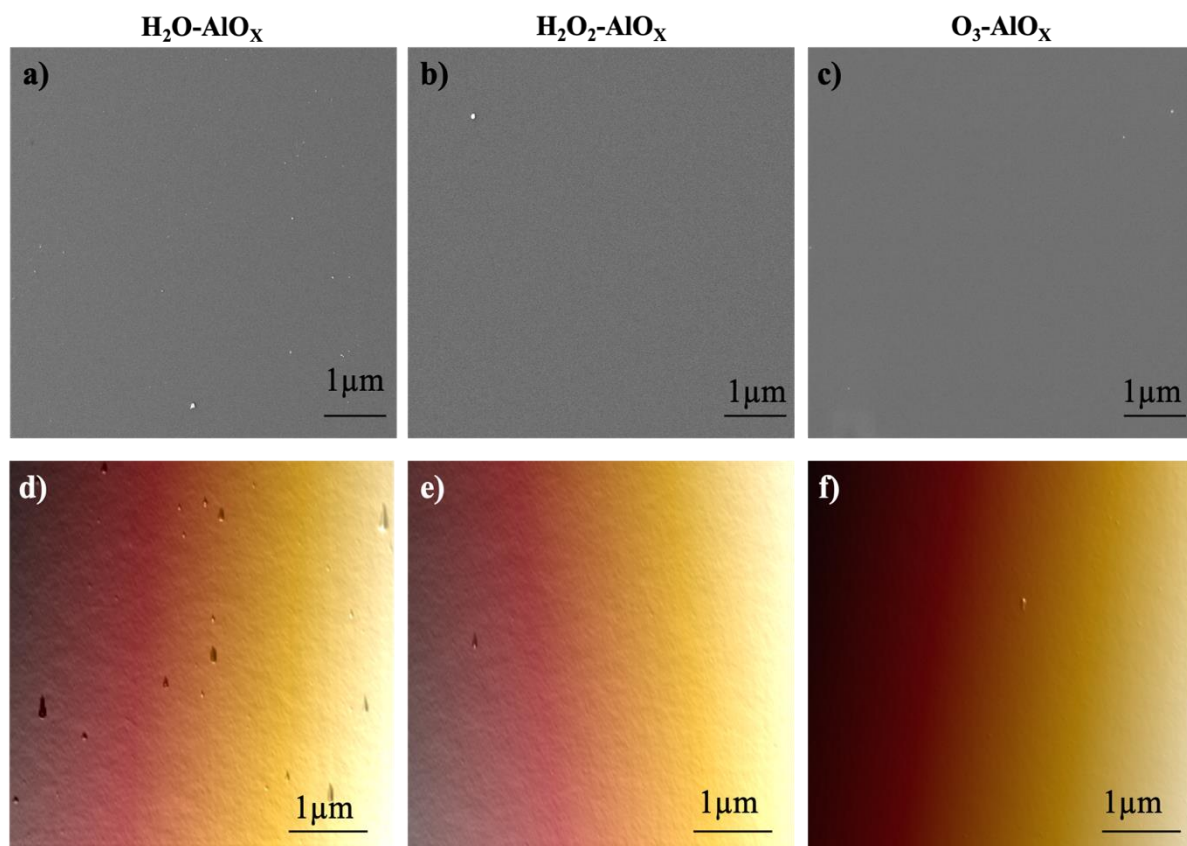 H₂O-AlOₓ H₂O₂-AlOₓ O₃-AlOₓ
a) b) c)
1µm 1µm 1µm
d) e) f)
1µm 1µm 1µm